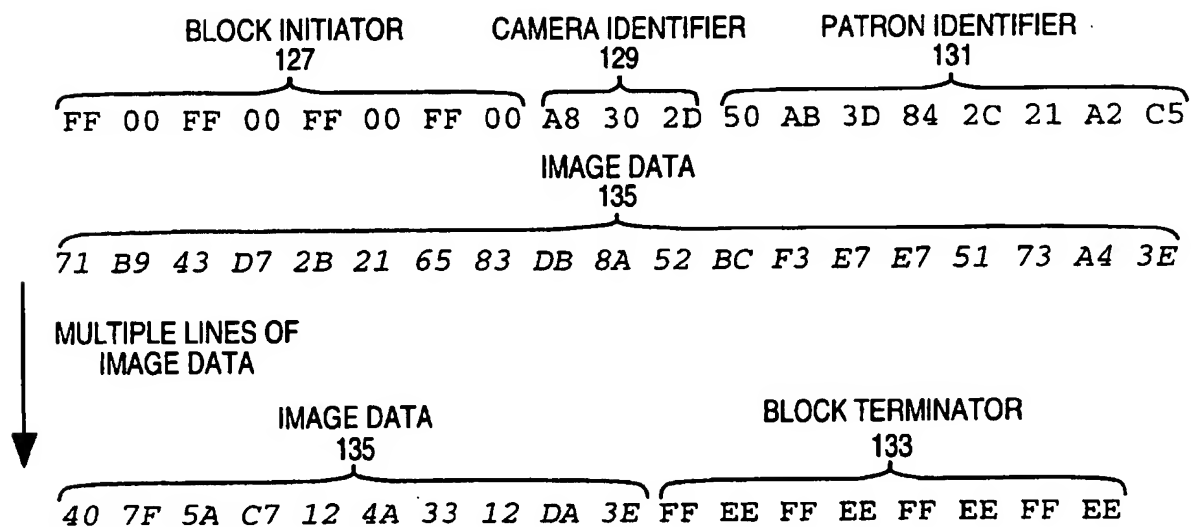 BLOCK INITIATOR CAMERA IDENTIFIER PATRON IDENTIFIER
127 129 131
FF 00 FF 00 FF 00 FF 00 A8 30 2D 50 AB 3D 84 2C 21 A2 C5
IMAGE DATA
135
71 B9 43 D7 2B 21 65 83 DB 8A 52 BC F3 E7 E7 51 73 A4 3E
MULTIPLE LINES OF
IMAGE DATA
IMAGE DATA BLOCK TERMINATOR
135 133
40 7F 5A C7 12 4A 33 12 DA 3E FF EE FF EE FF EE FF EE